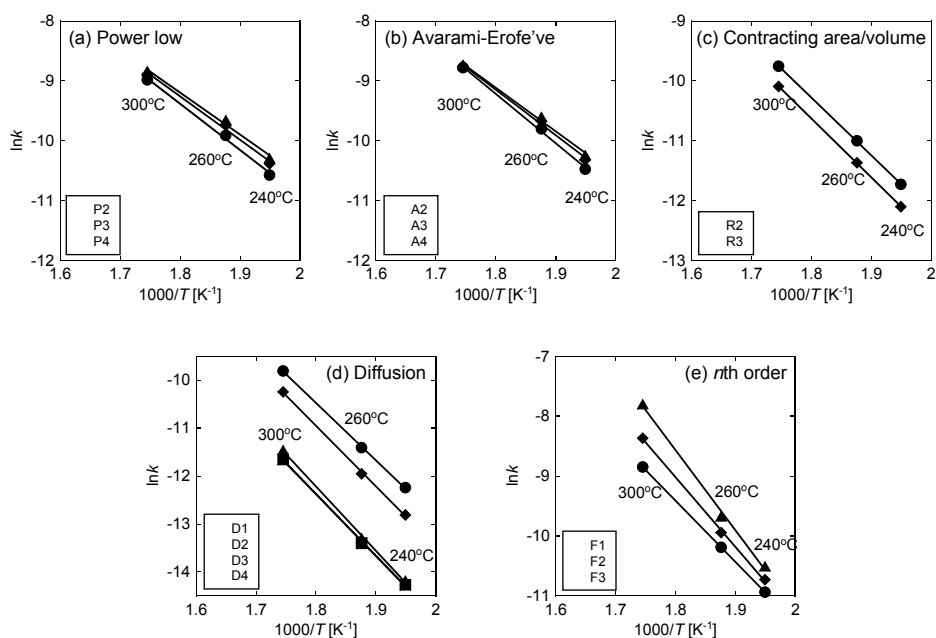 (a) Power low
-8
-9
-10
-11
-12
lnk
300°C
260°C
240°C
P2
P3
P4
1.6
1.7
1.8
1.9
2
1000/T [K⁻¹]
(b) Avarami-Erofe've
-8
-9
-10
-11
-12
lnk
300°C
260°C
240°C
A2
A3
A4
1.6
1.7
1.8
1.9
2
1000/T [K⁻¹]
(c) Contracting area/volume
-9
-10
-11
-12
-13
lnk
300°C
260°C
240°C
R2
R3
1.6
1.7
1.8
1.9
2
1000/T [K⁻¹]
(d) Diffusion
-10
-11
-12
-13
-14
lnk
260°C
300°C
240°C
D1
D2
D3
D4
1.6
1.7
1.8
1.9
2
1000/T [K⁻¹]
(e) nth order
-7
-8
-9
-10
-11
lnk
300°C
260°C
240°C
F1
F2
F3
1.6
1.7
1.8
1.9
2
1000/T [K⁻¹]